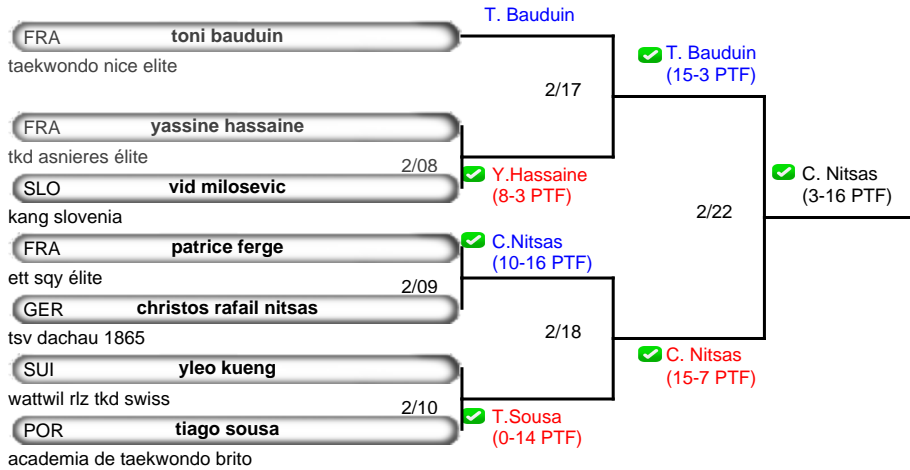 T. Bauduin
FRA toni bauduin
taekwondo nice elite
T. Bauduin
(15-3 PTF)
2/17
FRA yassine hassaine
tkd asnieres élite
2/08
SLO vid milosevic
kang slovenia
Y.Hassaine
(8-3 PTF)
C. Nitsas
(3-16 PTF)
2/22
FRA patrice ferge
ett sqy élite
C.Nitsas
(10-16 PTF)
2/09
GER christos rafail nitsas
tsv dachau 1865
2/18
SUI yleo kueng
wattwil rlz tkd swiss
C. Nitsas
(15-7 PTF)
2/10
POR tiago sousa
academia de taekwondo brito
T.Sousa
(0-14 PTF)